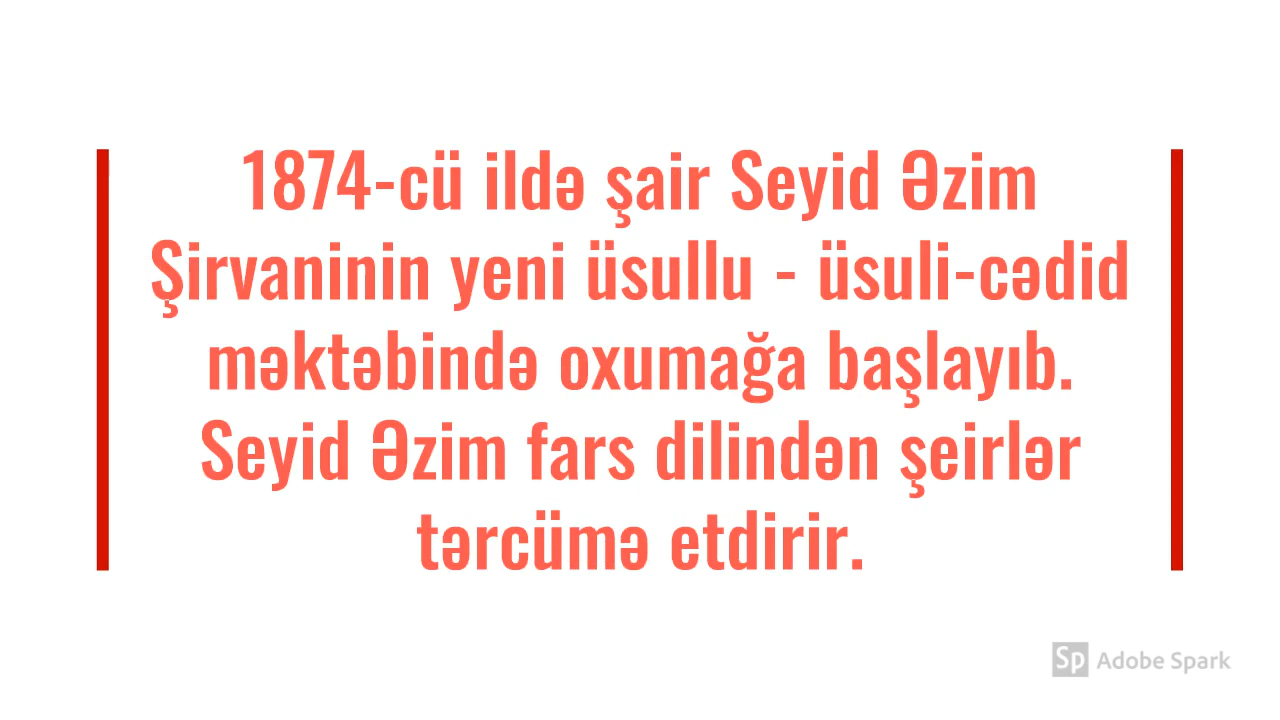 1874-cü ildə şair Seyid Əzim
Şirvaninin yeni üsullu - üsuli-cədid
məktəbində oxumağa başlayıb.
Seyid Əzim fars dilindən şeirlər
tərcümə etdirir.
Sp Adobe Spark